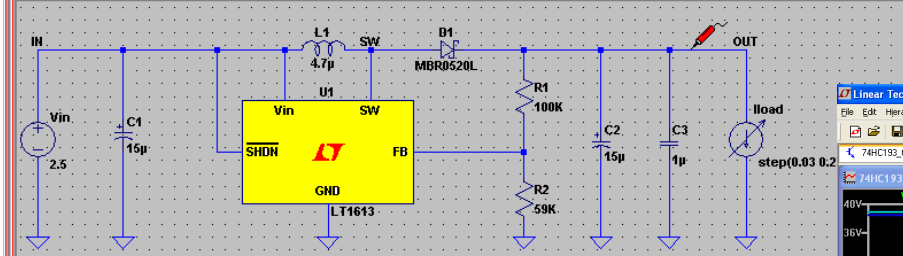 IN
L1
SW
D1
OUT
4.7µ
MBR0520L
U1
Vin
SW
R1
100K
Iload
Vin
C1
15µ
2.5
SHDN
FB
C2
15µ
C3
1µ
step(0.03 0.2
GND
LT1613
R2
59K
Linear Tec
File Edit Hiera
74HC193_
74HC193
40V
36V